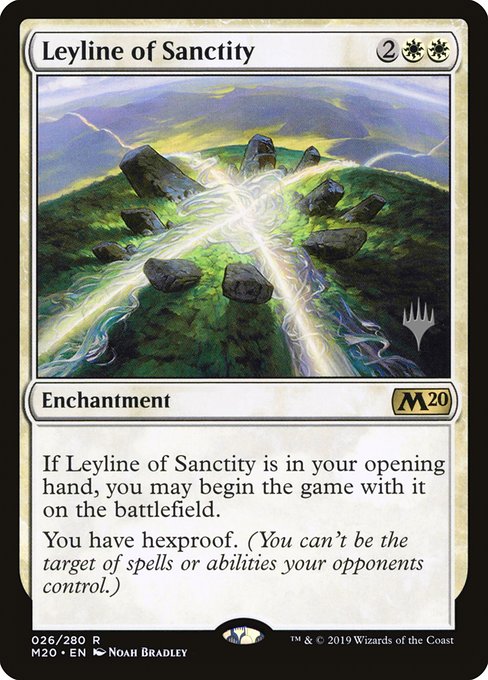 Leyline of Sanctity 2
Enchantment M20
If Leyline of Sanctity is in your opening
hand, you may begin the game with it
on the battlefield.
You have hexproof. (You can't be the
target of spells or abilities your opponents
control.)
026/280 R ™ & © 2019 Wizards of the Coast
M20 • EN Noah Bradley